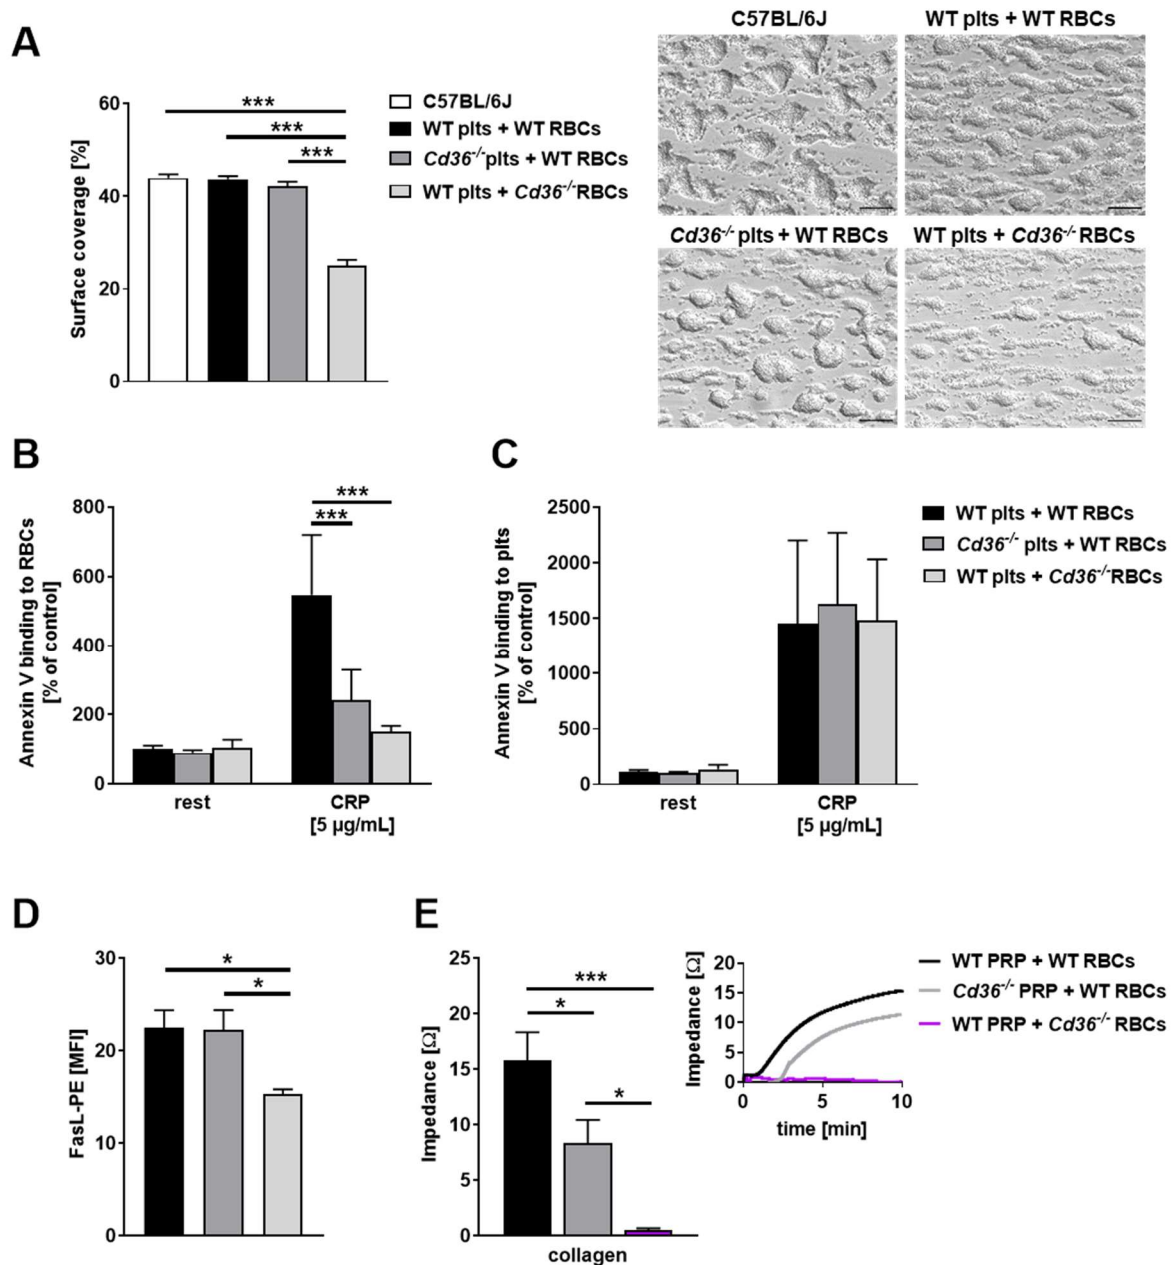 A
C57BL/6J
WT plts + WT RBCs
Cd36-/- plts + WT RBCs
WT plts + Cd36-/- RBCs
Surface coverage [%]
60
40
20
0
***
***
***
C57BL/6J
WT plts + WT RBCs
Cd36-/-plts + WT RBCs
WT plts + Cd36-/-RBCs
B
Annexin V binding to RBCs
[% of control]
800
600
400
200
0
***
***
rest
CRP
[5 µg/mL]
C
Annexin V binding to plts
[% of control]
2500
2000
1500
1000
500
0
rest
CRP
[5 µg/mL]
WT plts + WT RBCs
Cd36-/- plts + WT RBCs
WT plts + Cd36-/-RBCs
D
FasL-PE [MFI]
30
20
10
0
*
*
E
Impedance [Ω]
25
20
15
10
5
0
***
*
*
collagen
Impedance [Ω]
20
15
10
5
0
0
5
10
time [min]
WT PRP + WT RBCs
Cd36-/- PRP + WT RBCs
WT PRP + Cd36-/- RBCs